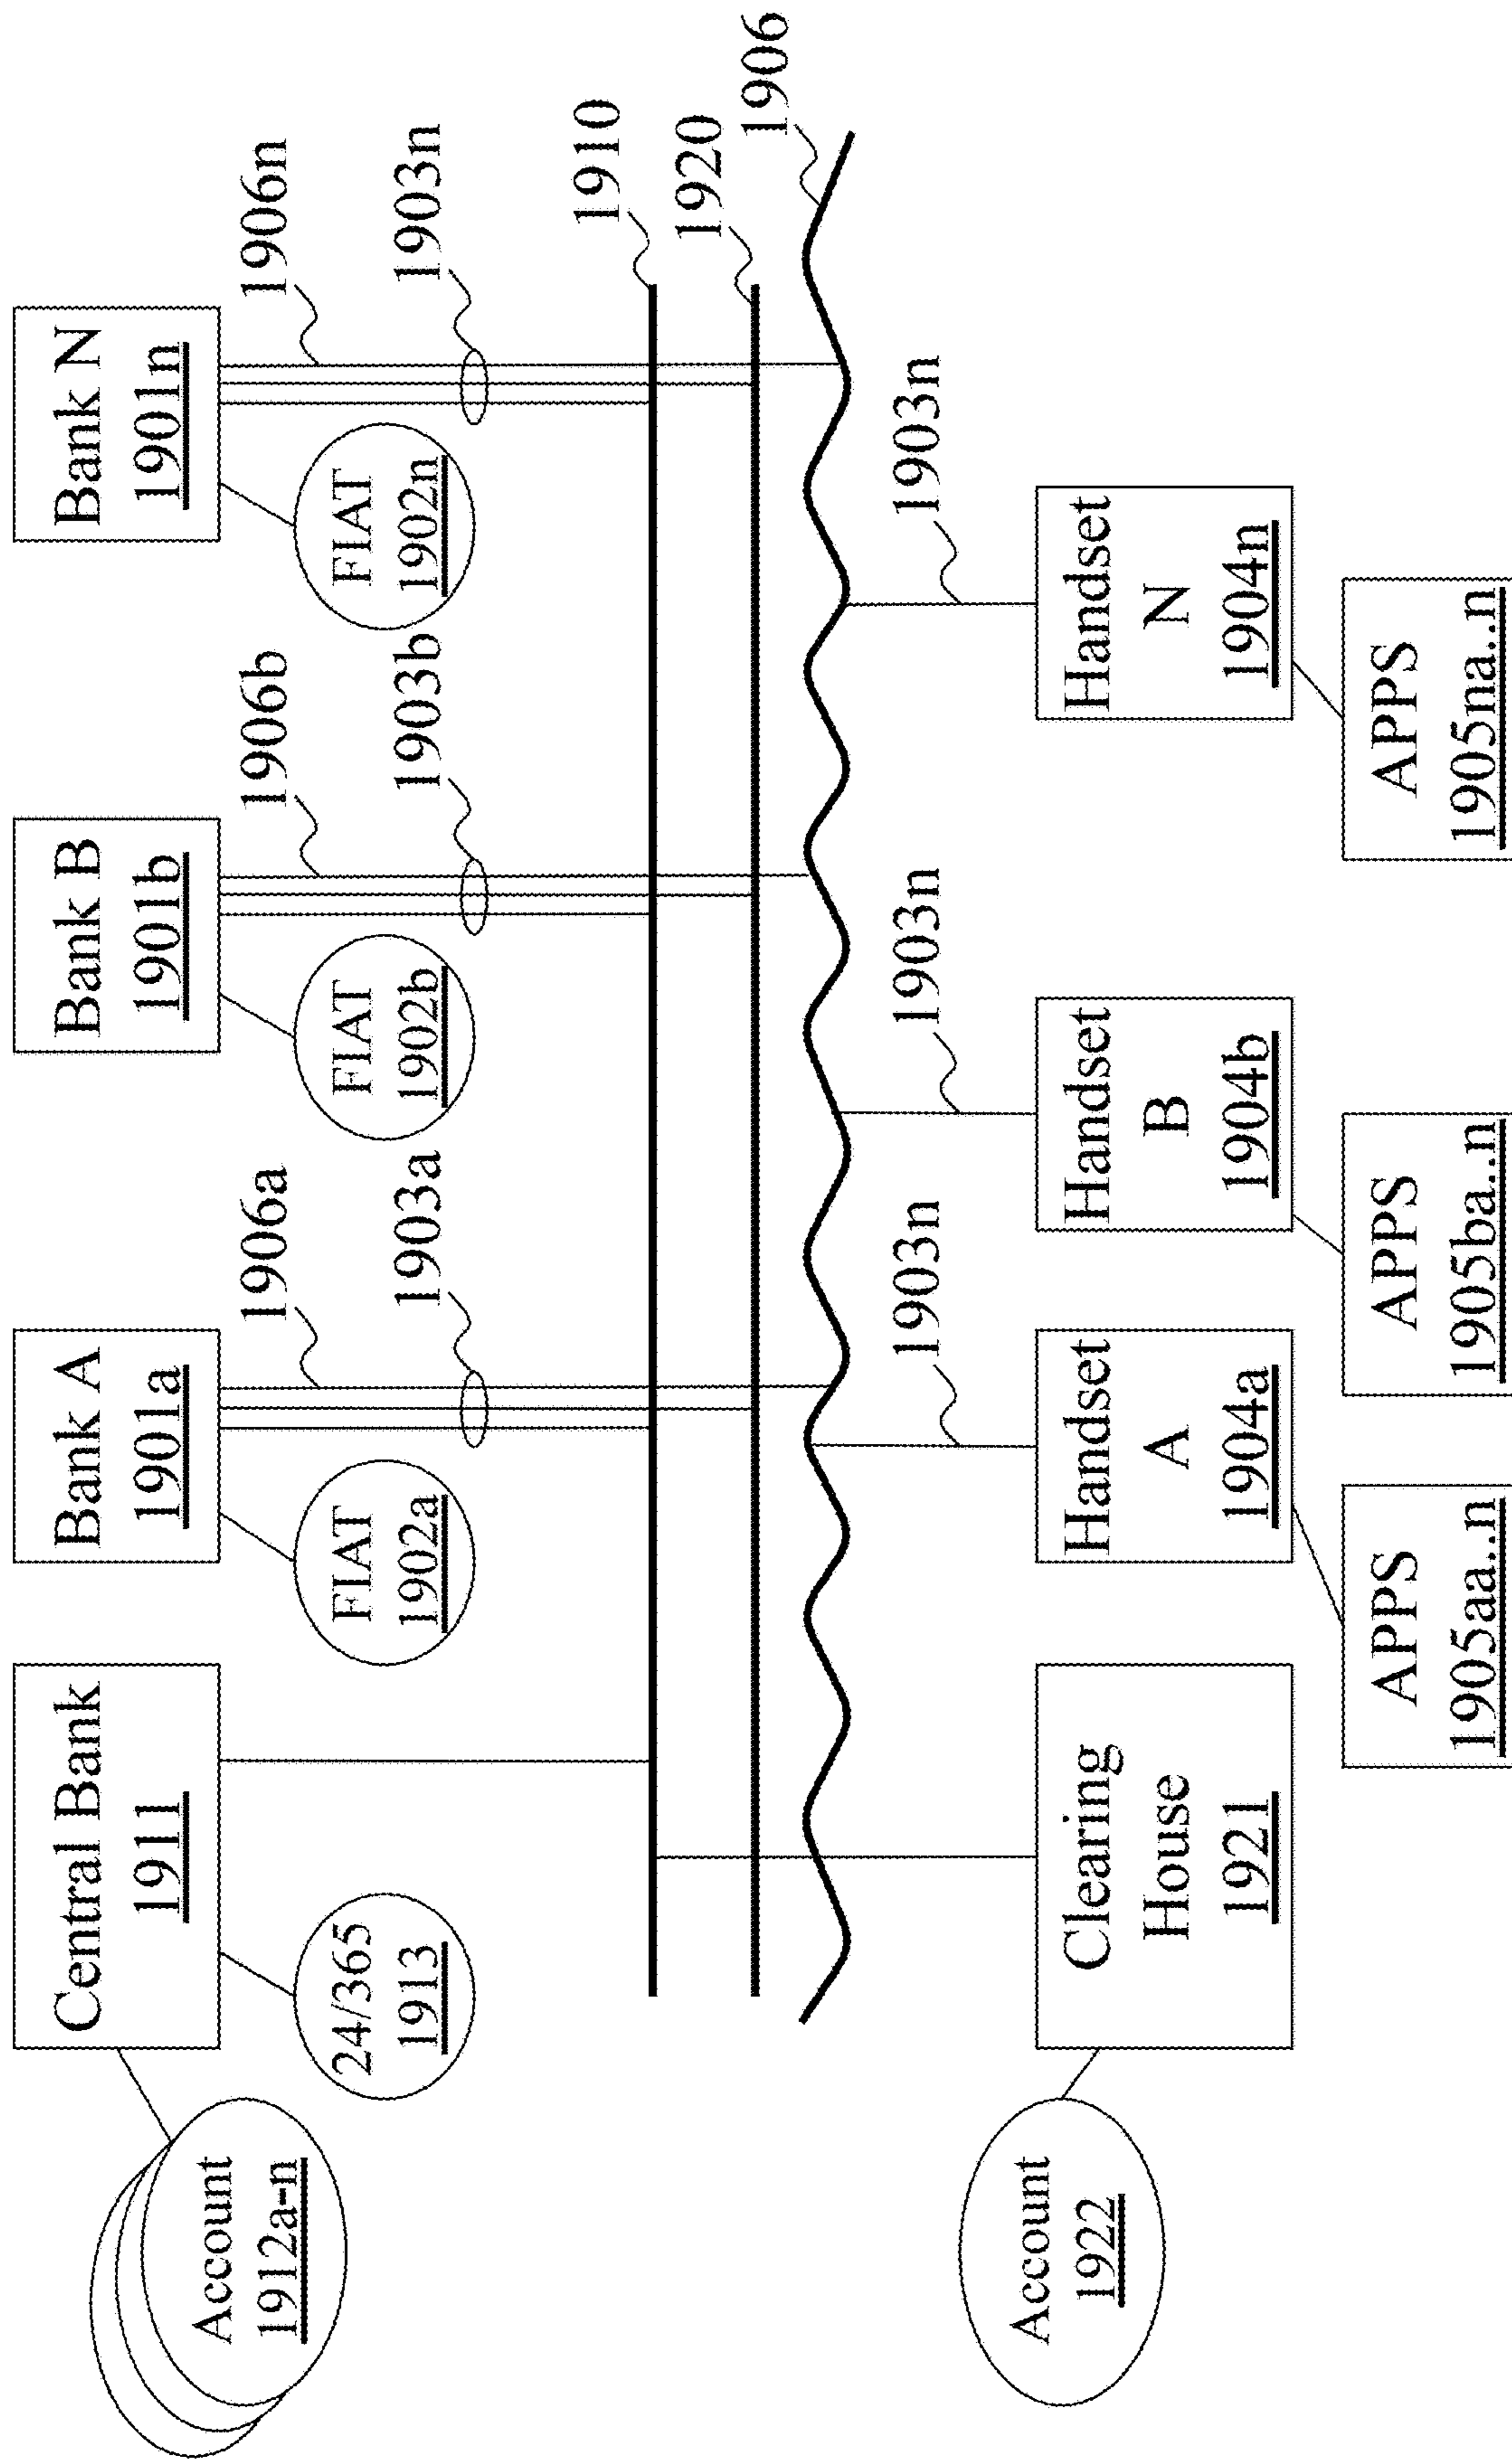 Central Bank
1911
Bank A
1901a
Bank B
1901b
Bank N
1901n
Account
1912a-n
24/365
1913
FIAT
1902a
FIAT
1902b
FIAT
1902n
1906a
1906b
1906n
1903a
1903b
1903n
1910
1920
1906
1903n
1903n
1903n
Account
1922
Clearing
House
1921
Handset
A
1904a
Handset
B
1904b
Handset
N
1904n
APPS
1905aa..n
APPS
1905ba..n
APPS
1905na..n